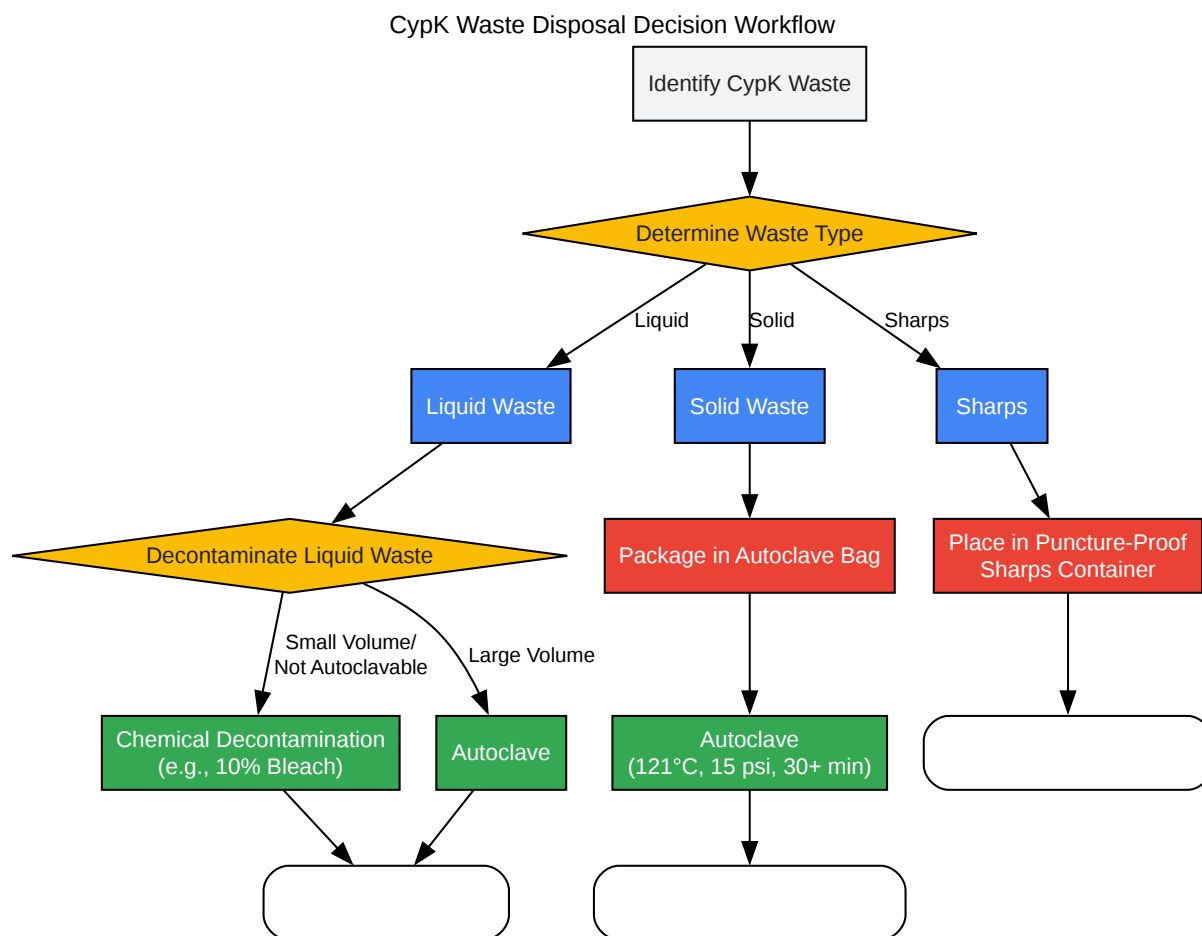 CypK Waste Disposal Decision Workflow
Identify CypK Waste
Determine Waste Type
Liquid
Solid
Sharps
Liquid Waste
Solid Waste
Sharps
Decontaminate Liquid Waste
Package in Autoclave Bag
Place in Puncture-Proof
Sharps Container
Small Volume/
Not Autoclavable
Large Volume
Chemical Decontamination
(e.g., 10% Bleach)
Autoclave
Autoclave
(121°C, 15 psi, 30+ min)